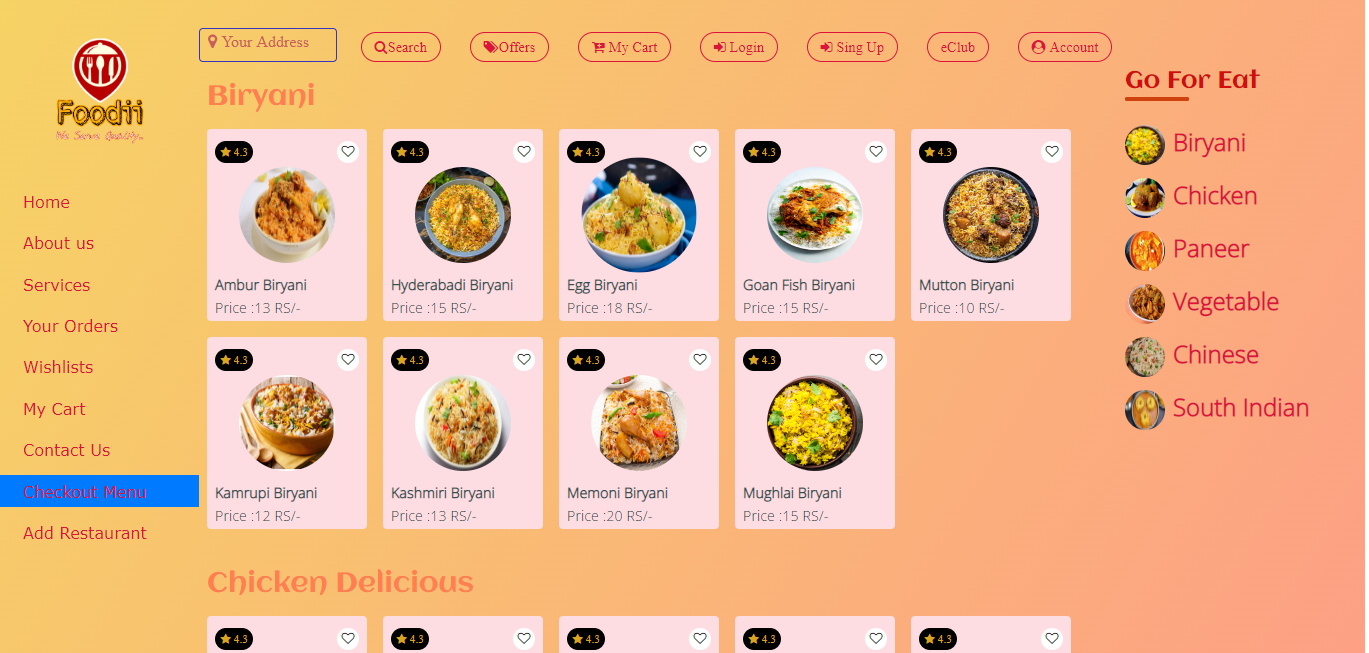 Foodii
We Serve Quality..
Home
About us
Services
Your Orders
Wishlists
My Cart
Contact Us
Checkout Menu
Add Restaurant
Your Address
Search
Offers
My Cart
Login
Sing Up
eClub
Account
Biryani
4.3
4.3
4.3
4.3
4.3
Ambur Biryani
Price :13 RS/-
Hyderabadi Biryani
Price :15 RS/-
Egg Biryani
Price :18 RS/-
Goan Fish Biryani
Price :15 RS/-
Mutton Biryani
Price :10 RS/-
4.3
4.3
4.3
4.3
Kamrupi Biryani
Price :12 RS/-
Kashmiri Biryani
Price :13 RS/-
Memoni Biryani
Price :20 RS/-
Mughlai Biryani
Price :15 RS/-
Chicken Delicious
4.3
4.3
4.3
4.3
4.3
Go For Eat
Biryani
Chicken
Paneer
Vegetable
Chinese
South Indian